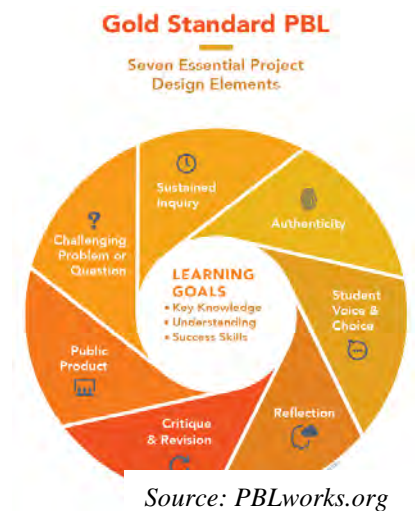 Gold Standard PBL
Seven Essential Project
Design Elements
?
Challenging
Problem or
Question
Sustained
Inquiry
Authenticity
Student
Voice &
Choice
Reflection
Critique
& Revision
Public
Product
LEARNING
GOALS
• Key Knowledge
• Understanding
• Success Skills
Source: PBLworks.org